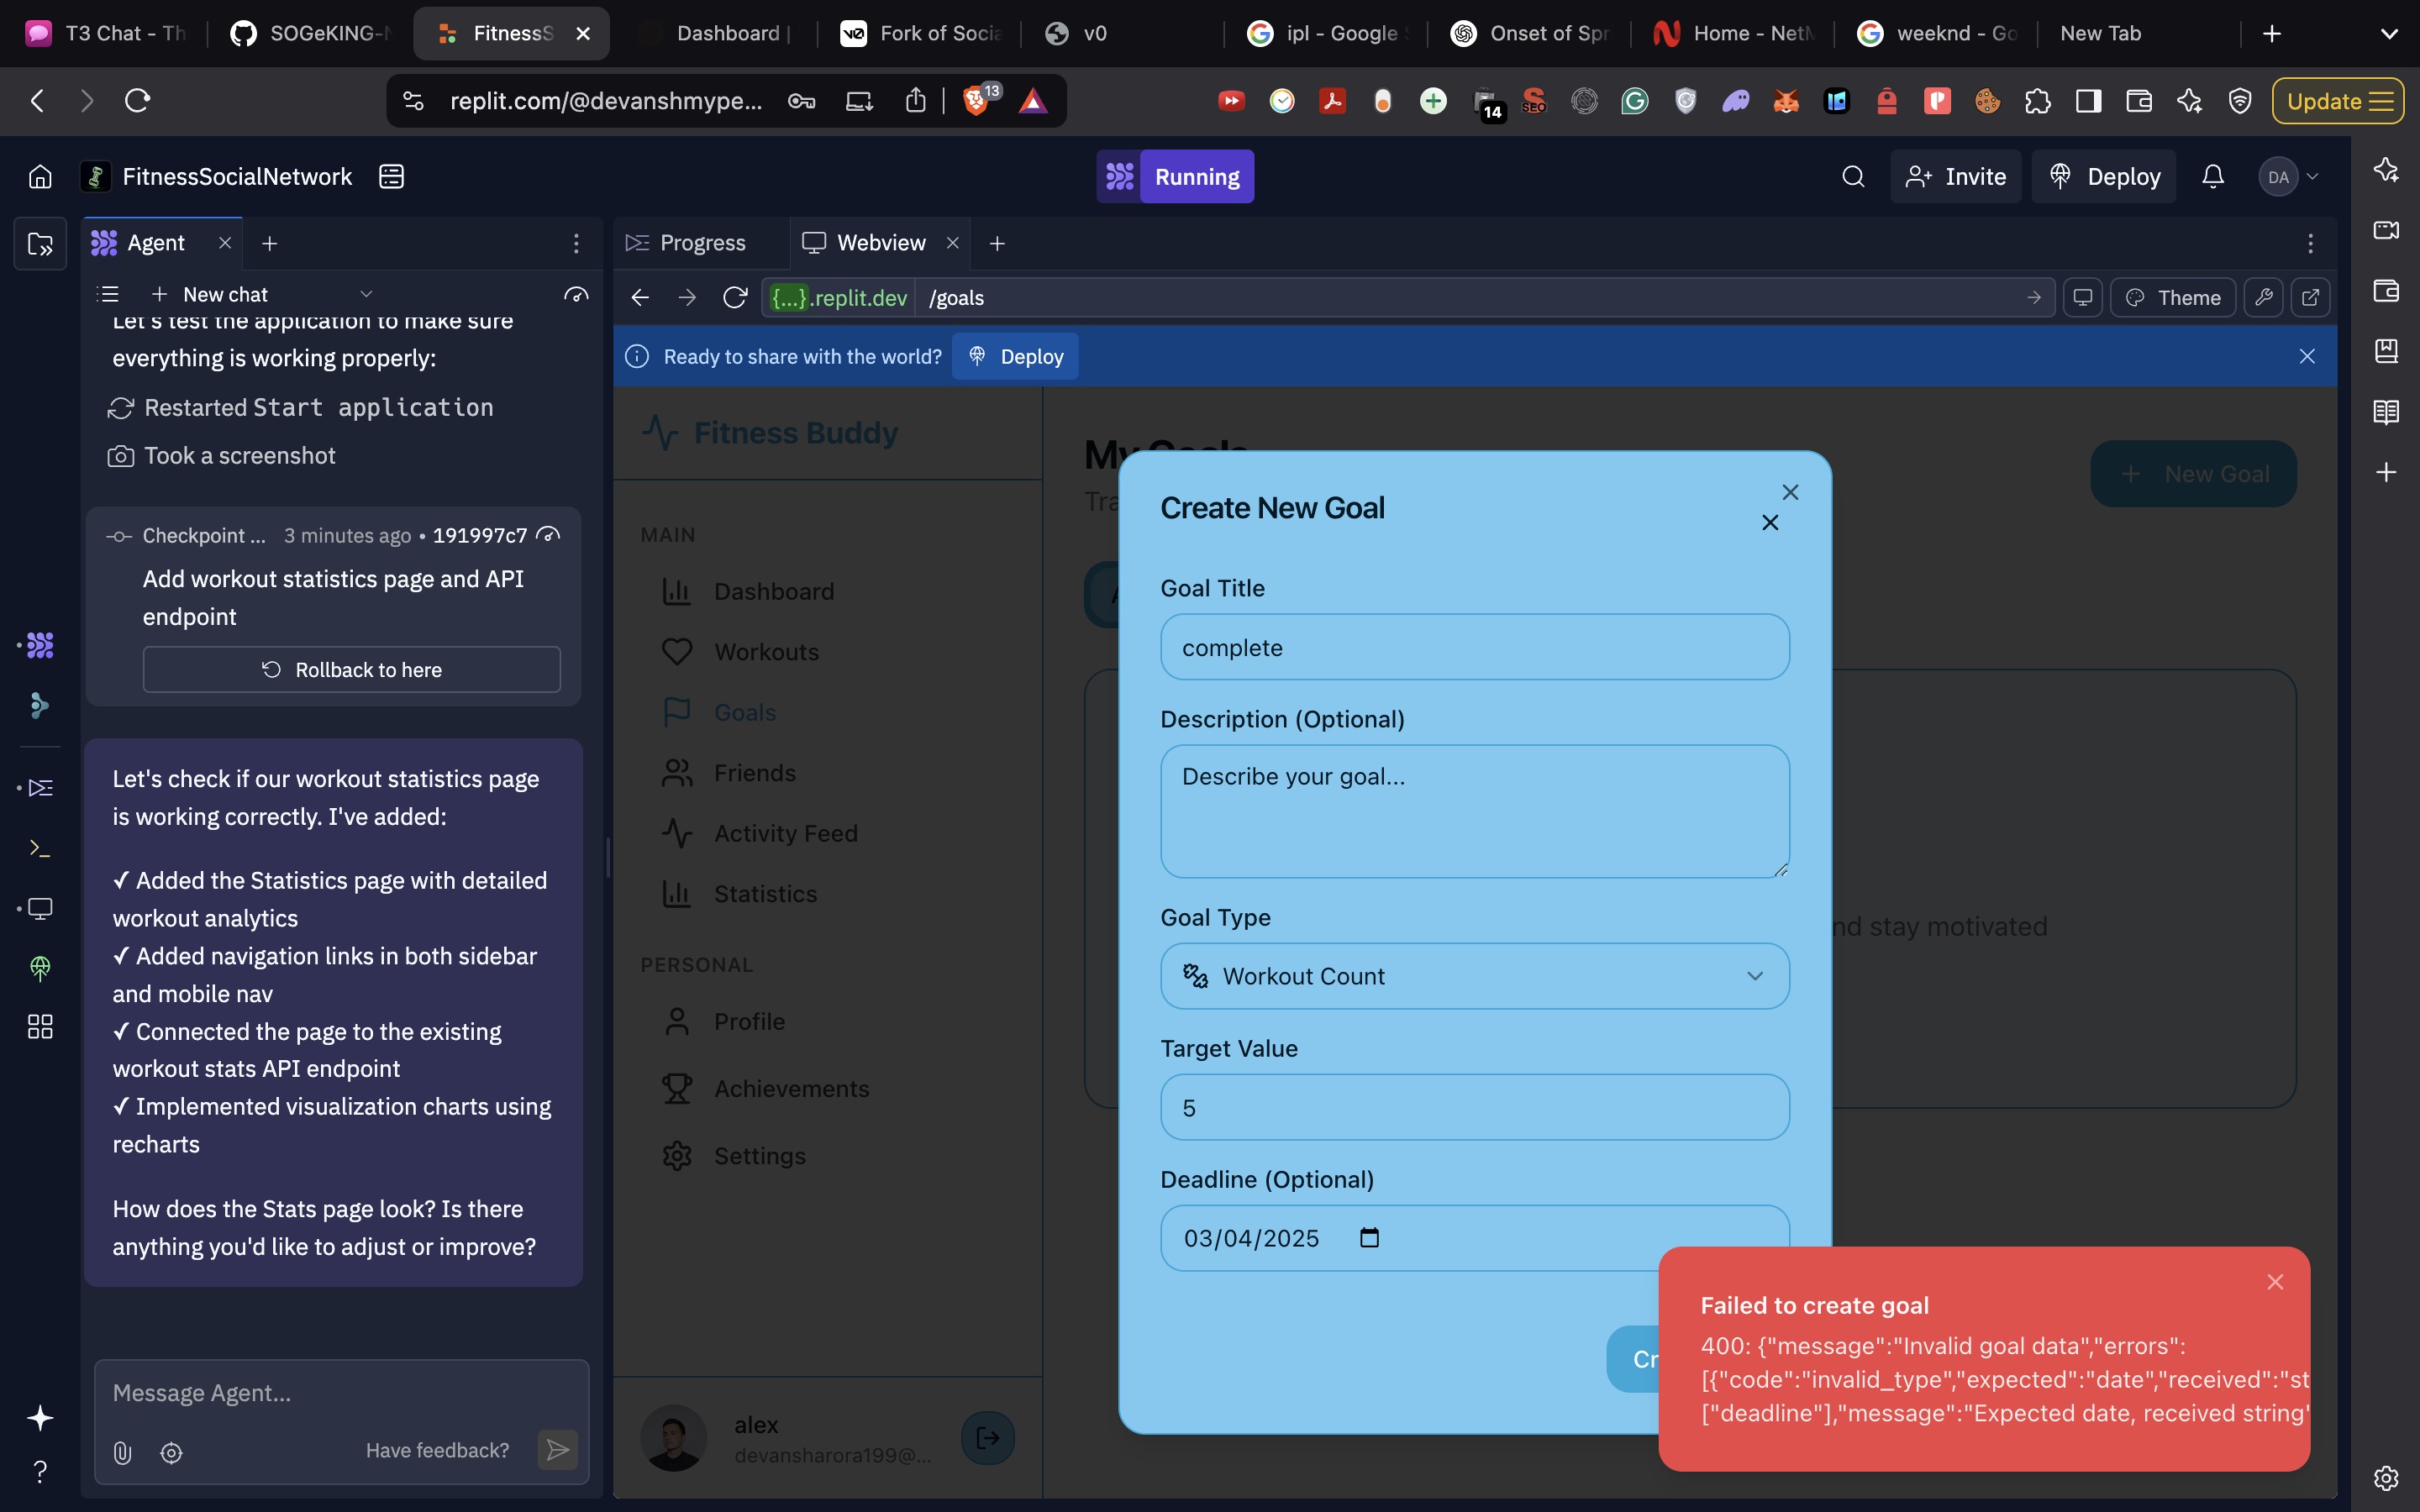 T3 Chat - Th
SOGeKING-N
FitnessS
Dashboard |
Fork of Socia
v0
ipl - Google S
Onset of Spr
Home - NetM
weeknd - Go
New Tab
replit.com/@devanshmype...
13
14
SEO
Update
FitnessSocialNetwork
Running
Invite
Deploy
DA
Agent
Progress
Webview
New chat
{...}.replit.dev
/goals
Theme
Let's test the application to make sure
everything is working properly:
Ready to share with the world?
Deploy
Restarted Start application
Took a screenshot
Checkpoint ... 3 minutes ago • 191997c7
Add workout statistics page and API
endpoint
Rollback to here
Let's check if our workout statistics page
is working correctly. I've added:
✓ Added the Statistics page with detailed
workout analytics
✓ Added navigation links in both sidebar
and mobile nav
✓ Connected the page to the existing
workout stats API endpoint
✓ Implemented visualization charts using
recharts
How does the Stats page look? Is there
anything you'd like to adjust or improve?
Message Agent...
Have feedback?
Fitness Buddy
MAIN
Dashboard
Workouts
Goals
Friends
Activity Feed
Statistics
PERSONAL
Profile
Achievements
Settings
alex
devansharora199@...
My Goals
Tra
New Goal
nd stay motivated
Create New Goal
Goal Title
complete
Description (Optional)
Describe your goal...
Goal Type
Workout Count
Target Value
5
Deadline (Optional)
03/04/2025
Cr
Failed to create goal
400: {"message":"Invalid goal data","errors":
[{"code":"invalid_type","expected":"date","received":"st
["deadline"],"message":"Expected date, received string"